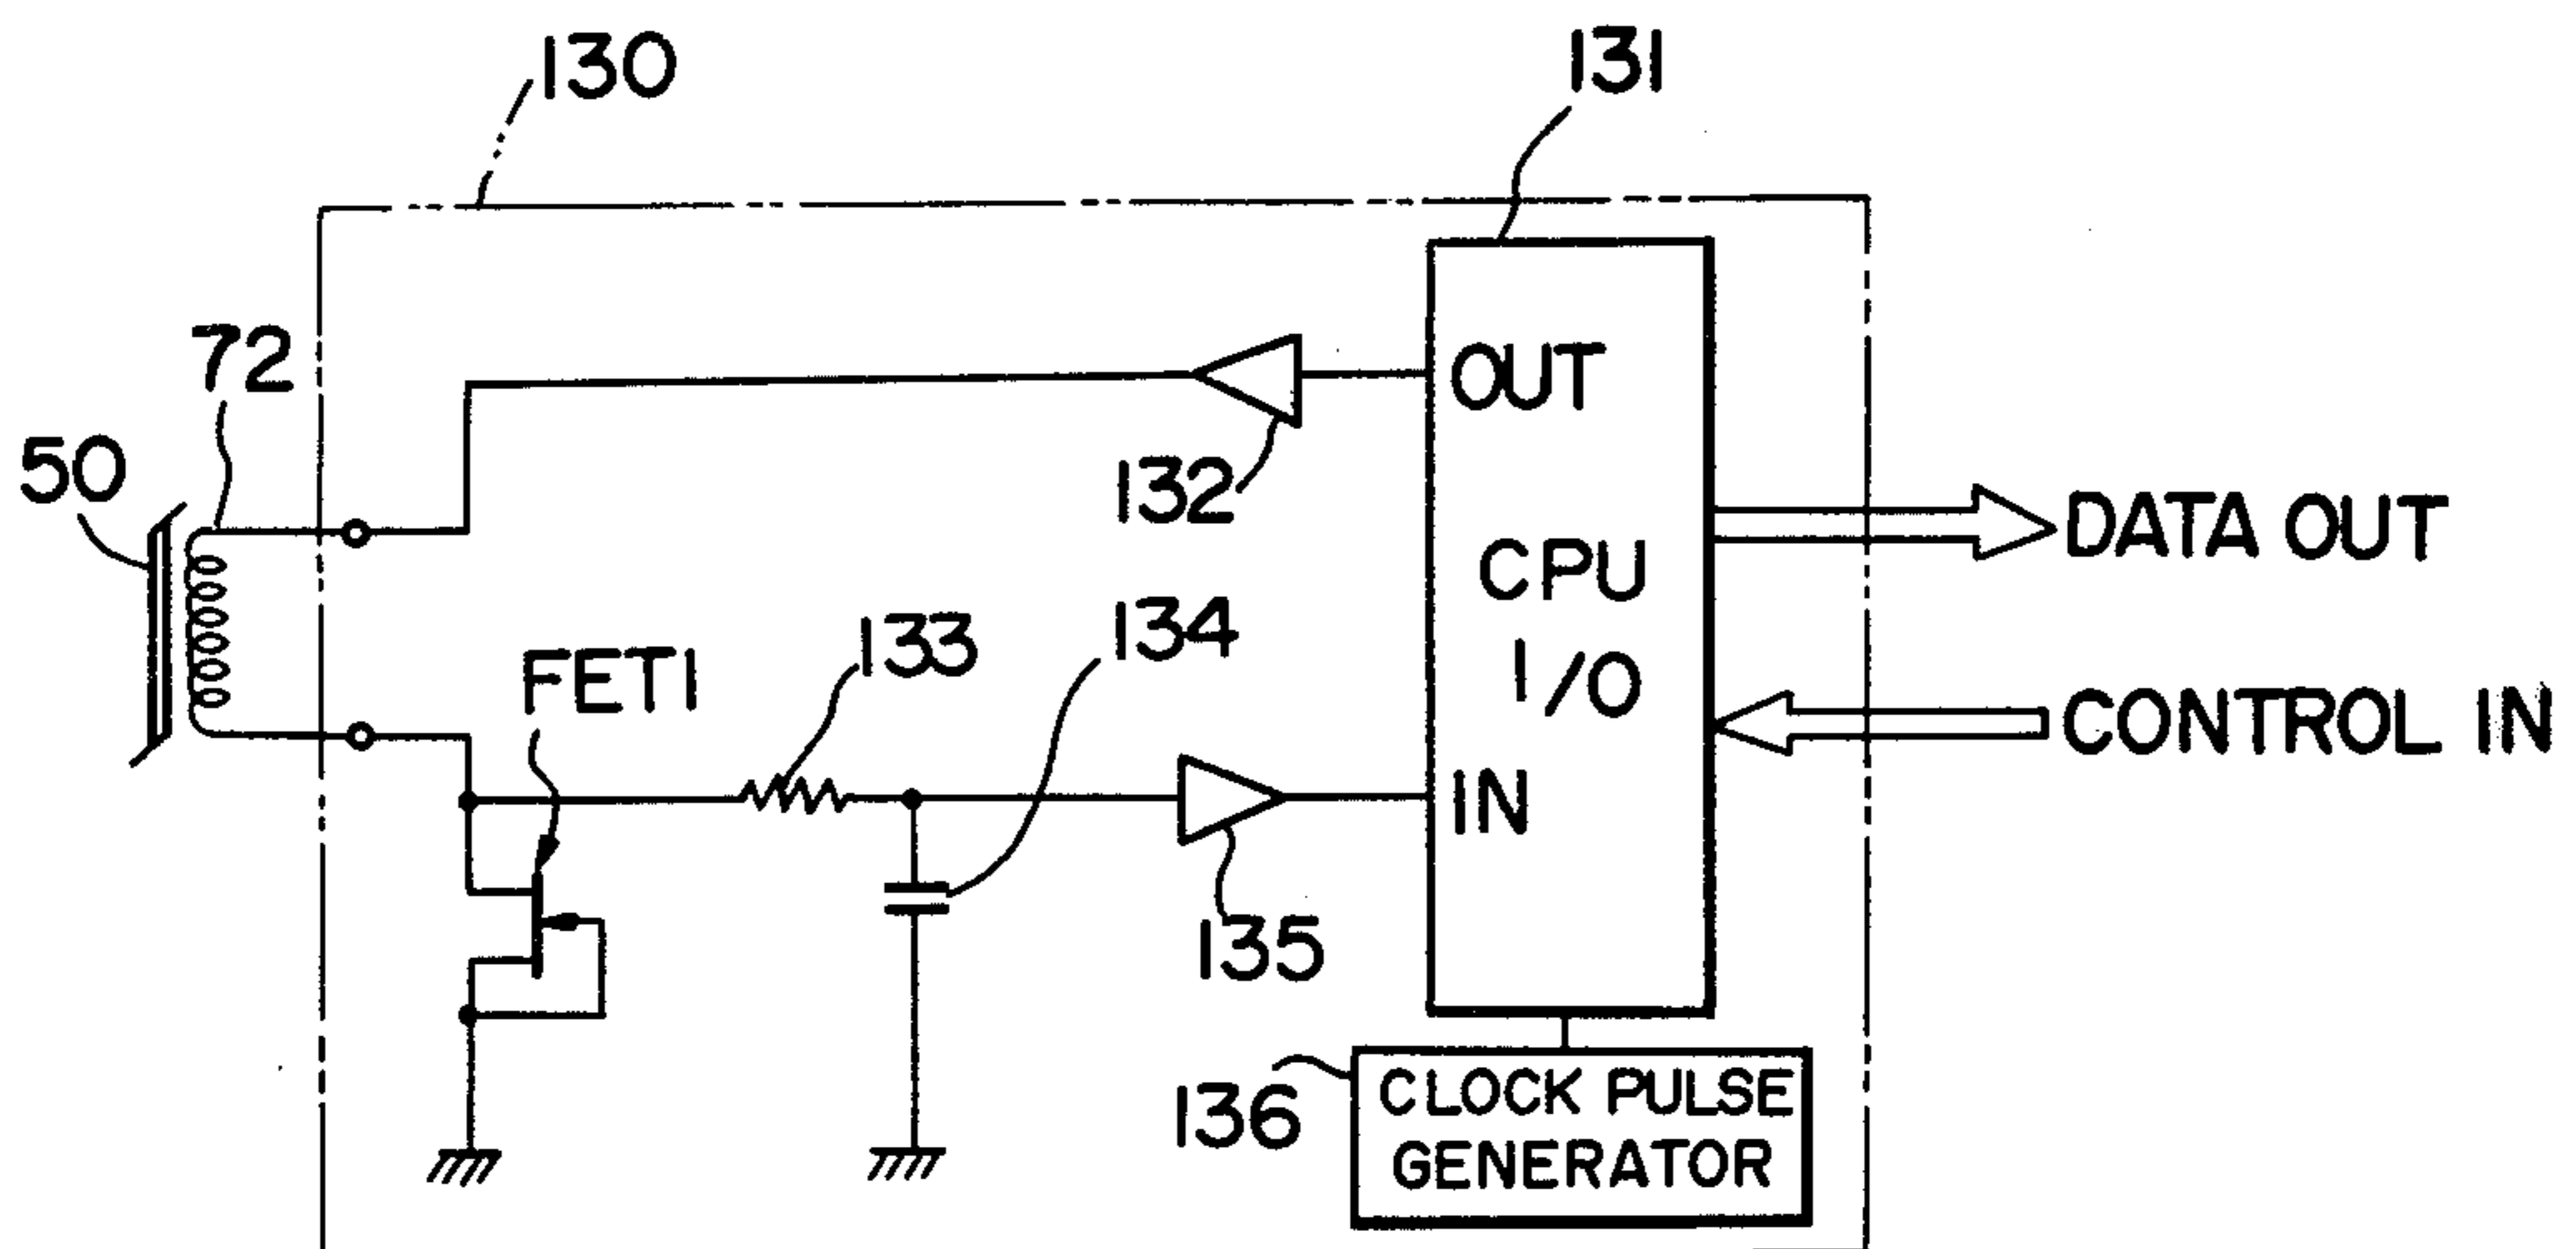 130
131
72
50
OUT
132
DATA OUT
CPU
I/O
134
133
FET1
CONTROL IN
IN
135
136
CLOCK PULSE
GENERATOR